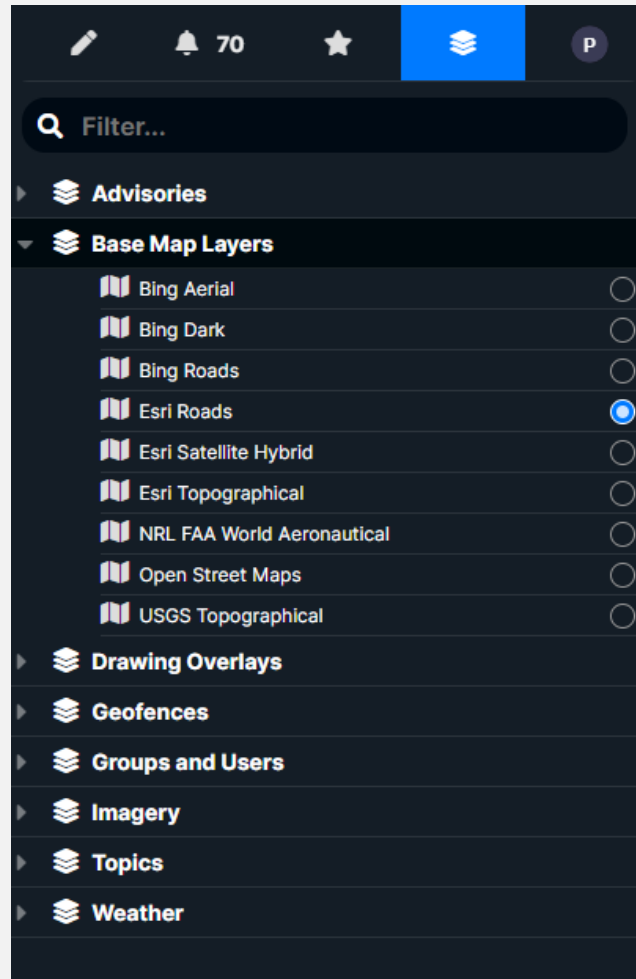 70
P
Filter...
Advisories
Base Map Layers
Bing Aerial
Bing Dark
Bing Roads
Esri Roads
Esri Satellite Hybrid
Esri Topographical
NRL FAA World Aeronautical
Open Street Maps
USGS Topographical
Drawing Overlays
Geofences
Groups and Users
Imagery
Topics
Weather